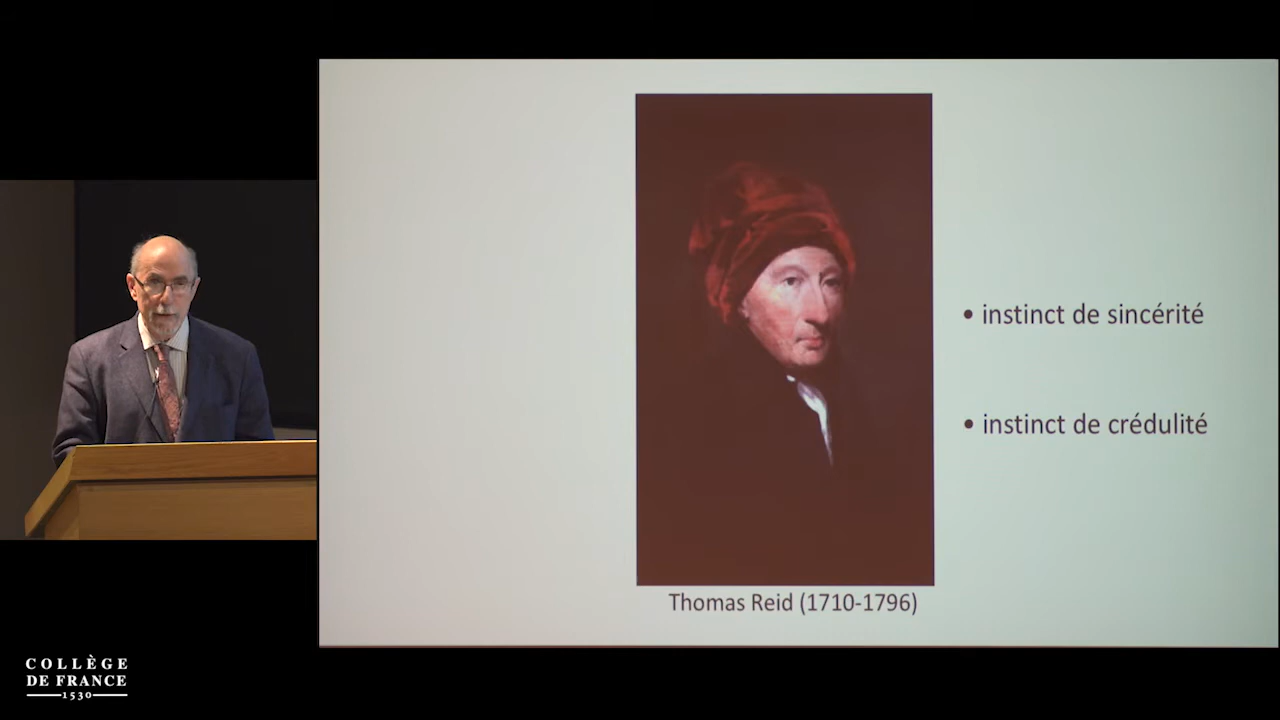 • instinct de sincérité
• instinct de crédulité
Thomas Reid (1710-1796)
COLLÈGE
DE FRANCE
1530